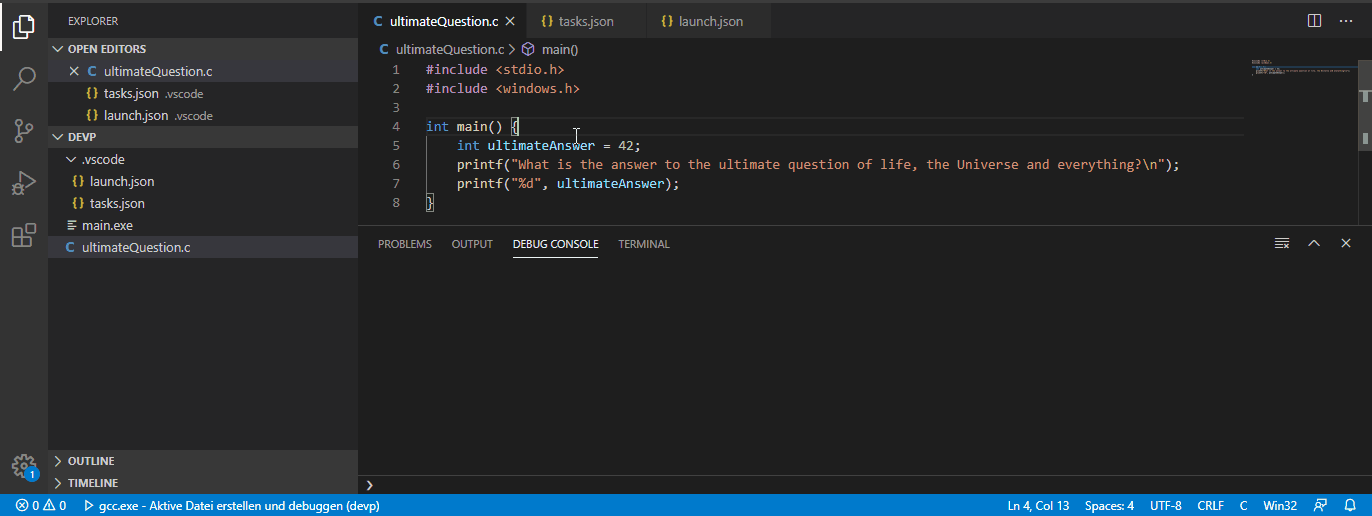 EXPLORER
OPEN EDITORS
ultimateQuestion.c
tasks.json .vscode
launch.json .vscode
DEVP
.vscode
launch.json
tasks.json
main.exe
ultimateQuestion.c
OUTLINE
TIMELINE
ultimateQuestion.c tasks.json launch.json
ultimateQuestion.c > main()
1 #include <stdio.h>
2 #include <windows.h>
3
4 int main() {
5 int ultimateAnswer = 42;
6 printf("What is the answer to the ultimate question of life, the Universe and everything?\n");
7 printf("%d", ultimateAnswer);
8 }
PROBLEMS OUTPUT DEBUG CONSOLE TERMINAL
1
0 0 gcc.exe - Aktive Datei erstellen und debuggen (devp) Ln 4, Col 13 Spaces: 4 UTF-8 CRLF C Win32